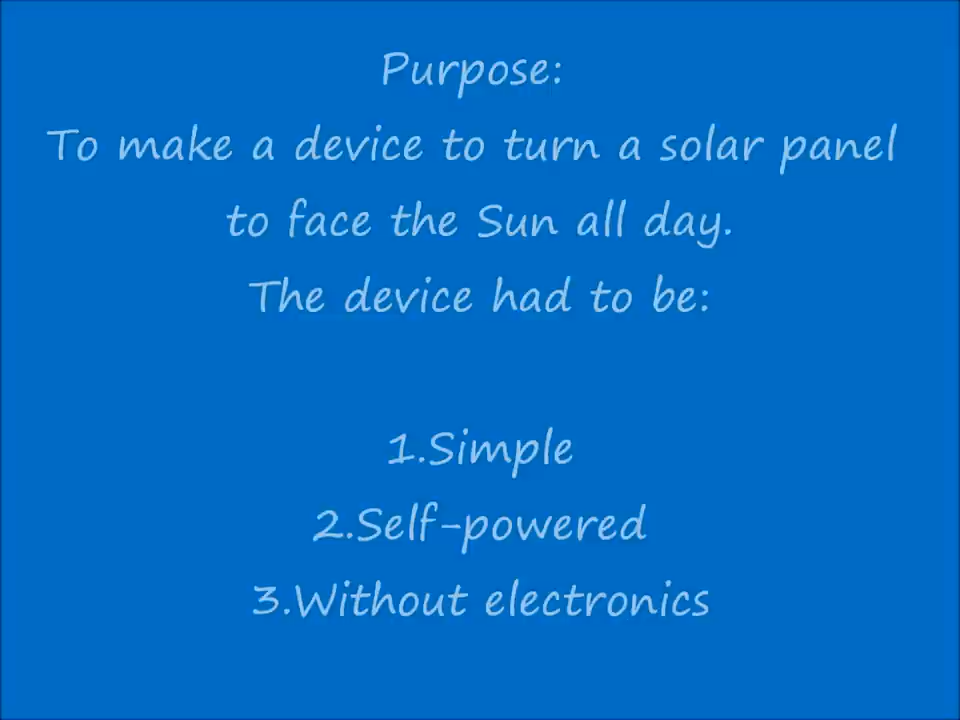 Purpose:
To make a device to turn a solar panel
to face the Sun all day.
The device had to be:
1.Simple
2.Self-powered
3.Without electronics